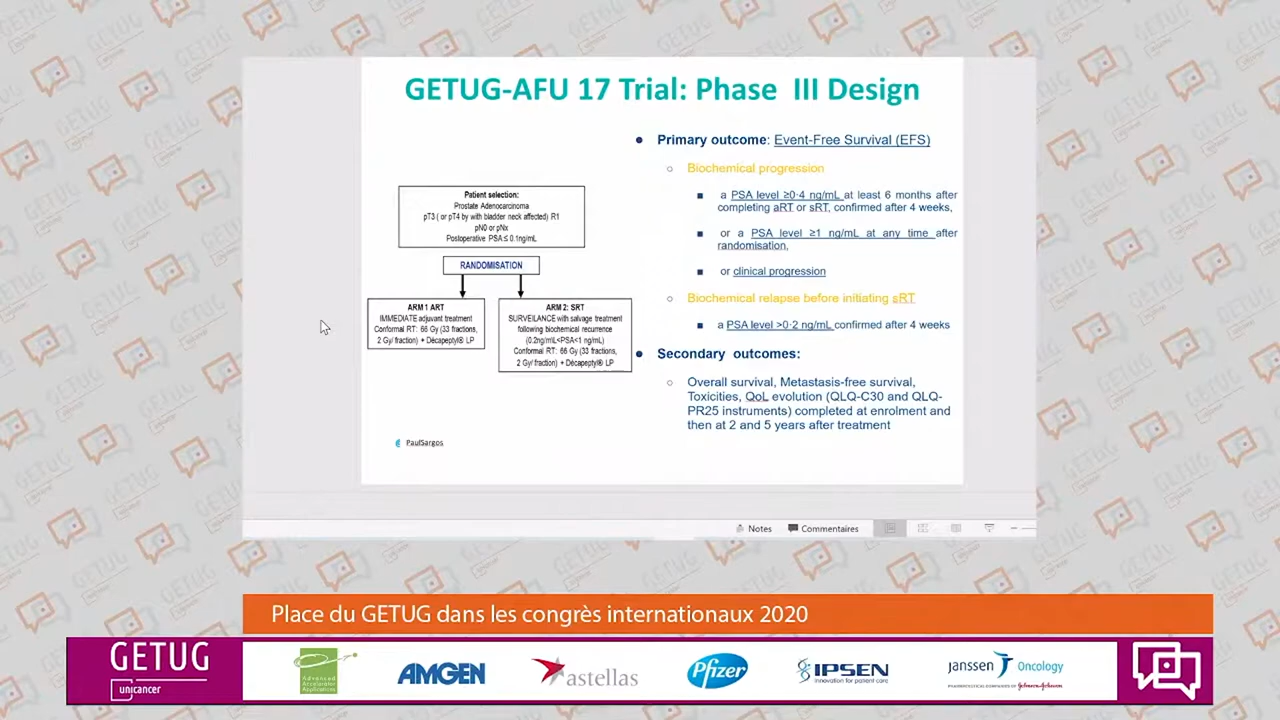 GETUG-AFU 17 Trial: Phase III Design
Patient selection:
Prostate Adenocarcinoma
pT3 ( or pT4 by with bladder neck affected) R1
pN0 or pNx
Postoperative PSA ≤ 0.1ng/mL
RANDOMISATION
ARM 1 ART
IMMEDIATE adjuvant treatment
Conformal RT: 66 Gy (33 fractions,
2 Gy/ fraction) + Décapeptyl® LP
ARM 2: SRT
SURVEILANCE with salvage treatment
following biochemical recurrence
(0.2ng/mL<PSA<1 ng/mL)
Conformal RT: 66 Gy (33 fractions,
2 Gy/ fraction) + Décapeptyl® LP
PaulSargos
● Primary outcome: Event-Free Survival (EFS)
○ Biochemical progression
■ a PSA level ≥0·4 ng/mL at least 6 months after
completing aRT or sRT, confirmed after 4 weeks,
■ or a PSA level ≥1 ng/mL at any time after
randomisation,
■ or clinical progression
○ Biochemical relapse before initiating sRT
■ a PSA level >0·2 ng/mL confirmed after 4 weeks
● Secondary outcomes:
○ Overall survival, Metastasis-free survival,
Toxicities, QoL evolution (QLQ-C30 and QLQ-
PR25 instruments) completed at enrolment and
then at 2 and 5 years after treatment
Notes Commentaires
Place du GETUG dans les congrès internationaux 2020
GETUG
unicancer
Advanced
Accelerator
Applications
AMGEN
astellas
Pfizer
IPSEN
Innovation for patient care
janssen Oncology
PHARMACEUTICAL COMPANIES OF Johnson & Johnson